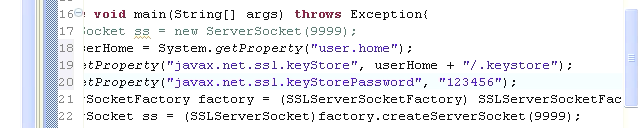 16 void main(String[] args) throws Exception{
17 Socket ss = new ServerSocket(9999);
18 serHome = System.getProperty("user.home");
19 etProperty("javax.net.ssl.keyStore", userHome + "/.keystore");
20 etProperty("javax.net.ssl.keyStorePassword", "123456");
21 rSocketFactory factory = (SSLServerSocketFactory) SSLServerSocketFac
22 rSocket ss = (SSLServerSocket)factory.createServerSocket(9999);